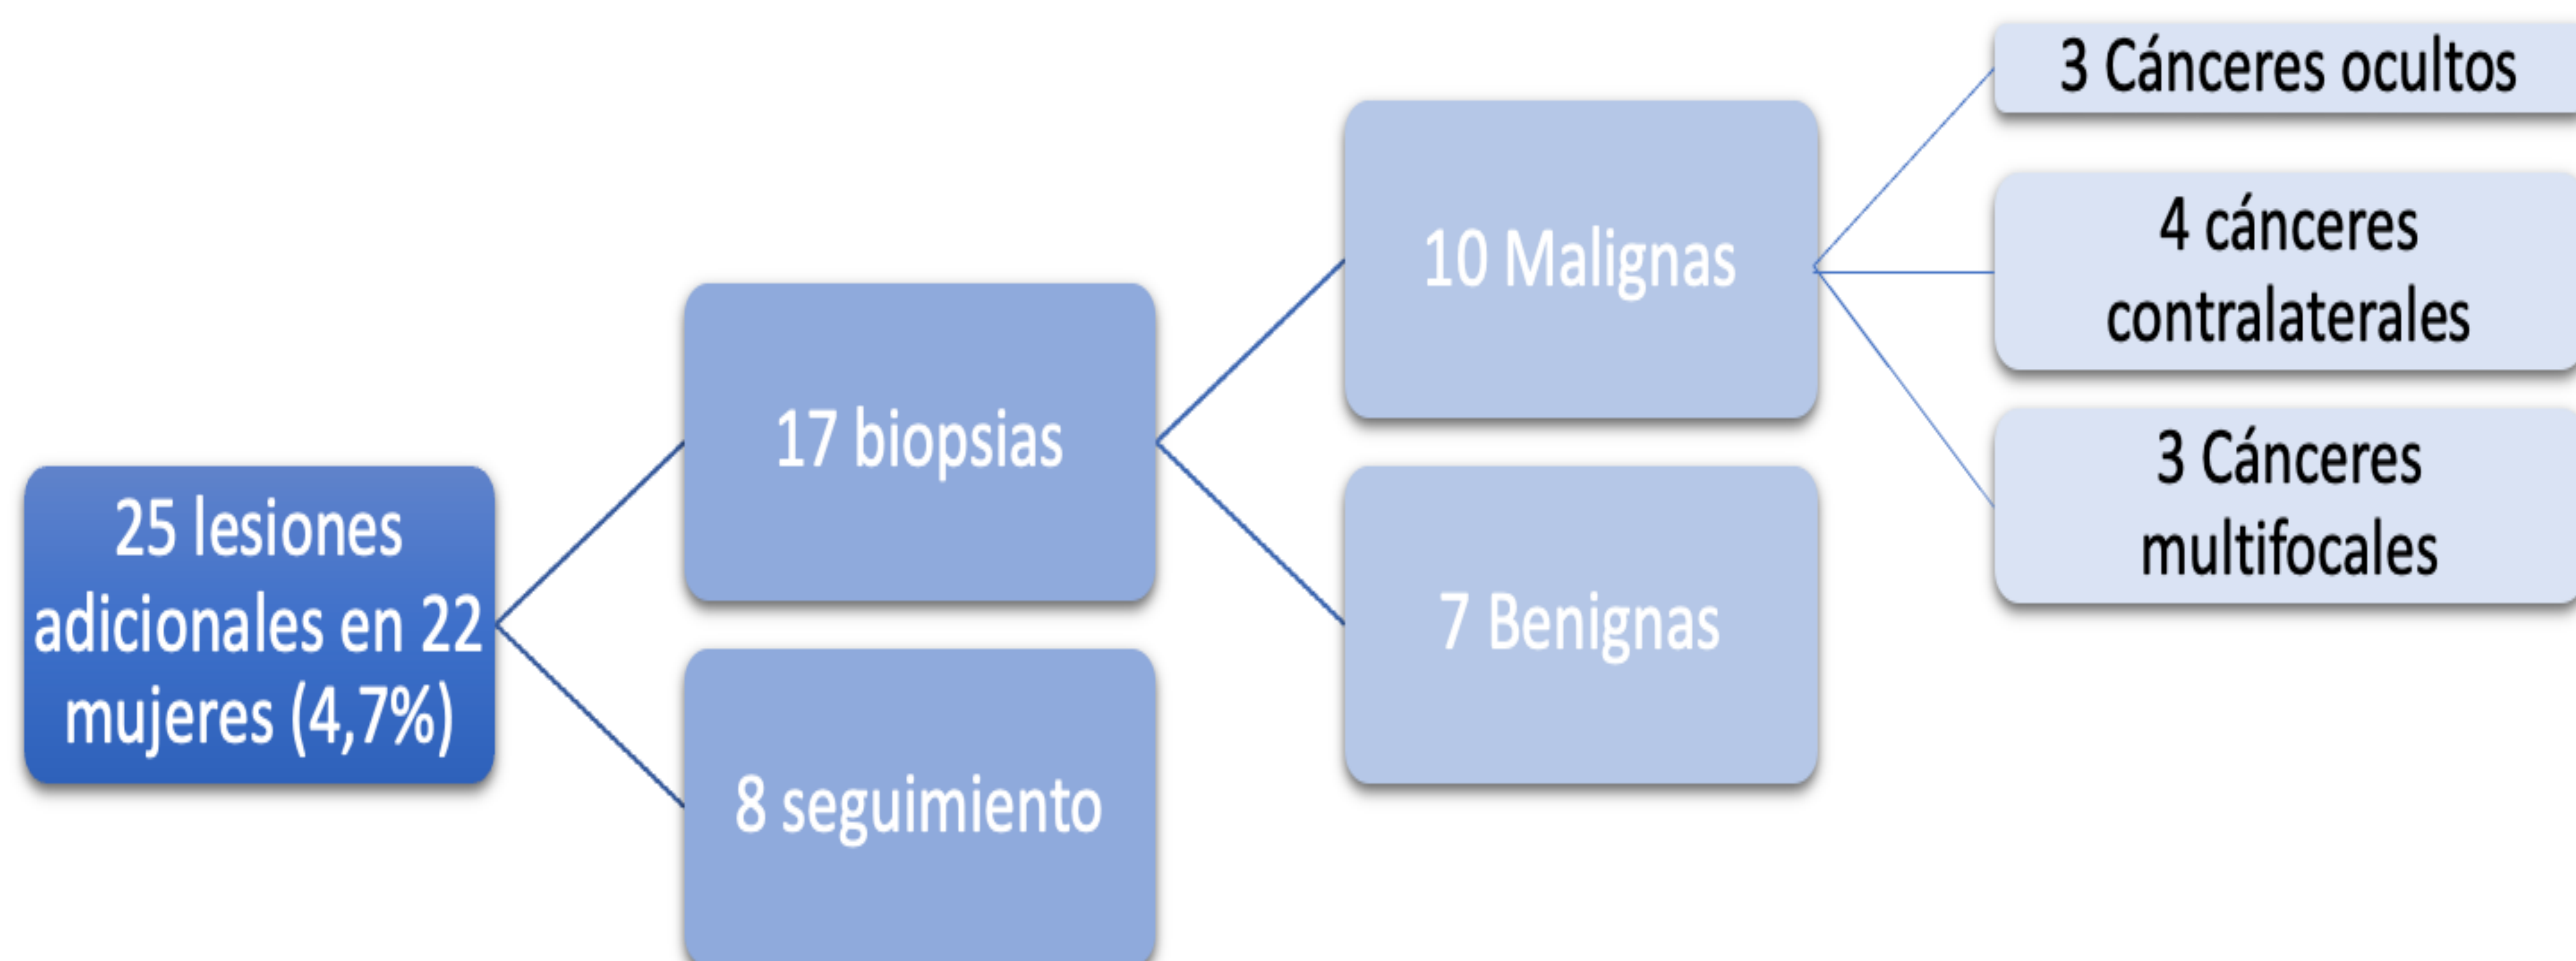 25 lesiones
adicionales en 22
mujeres (4,7%)
17 biopsias
8 seguimiento
10 Malignas
7 Benignas
3 Cánceres ocultos
4 cánceres
contralaterales
3 Cánceres
multifocales